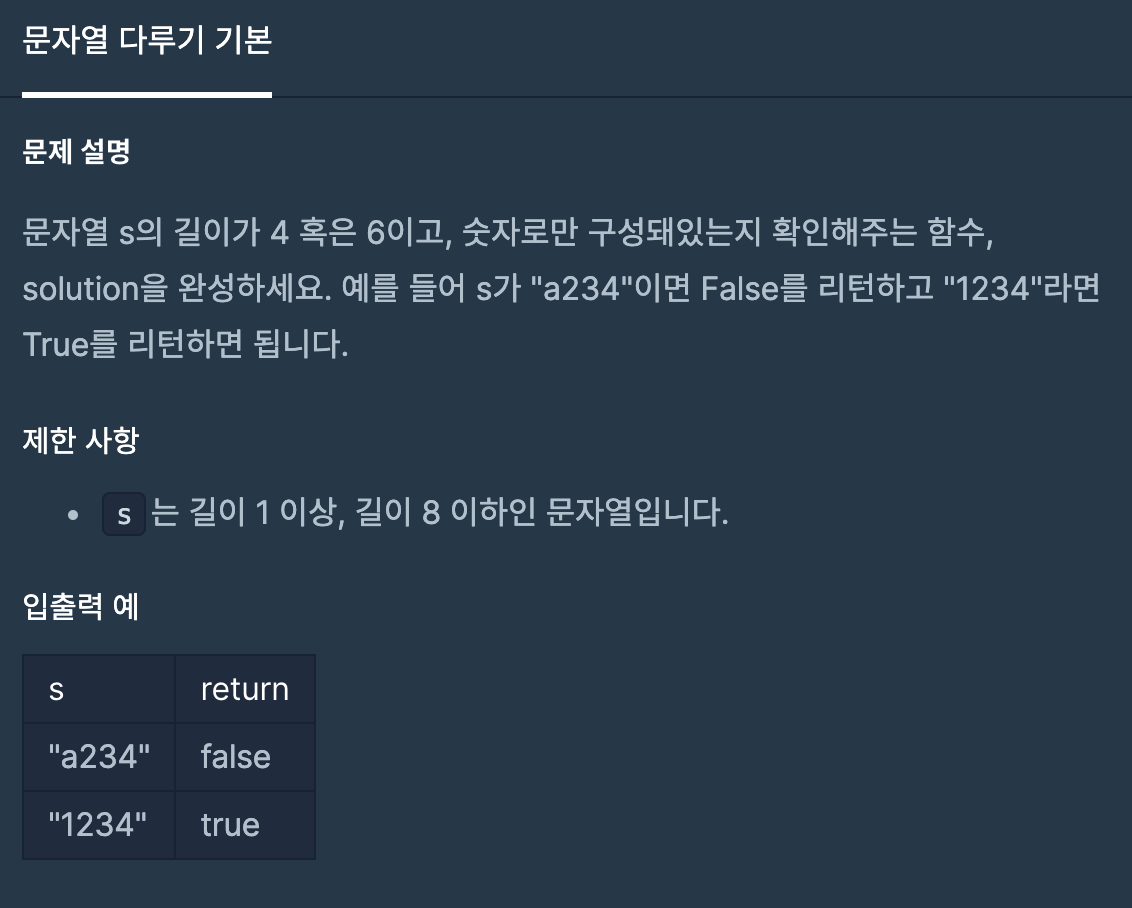 문자열 다루기 기본
문제 설명
문자열 s의 길이가 4 혹은 6이고, 숫자로만 구성돼있는지 확인해주는 함수,
solution을 완성하세요. 예를 들어 s가 "a234"이면 False를 리턴하고 "1234"라면
True를 리턴하면 됩니다.
제한 사항
• s 는 길이 1 이상, 길이 8 이하인 문자열입니다.
입출력 예
s return
"a234" false
"1234" true